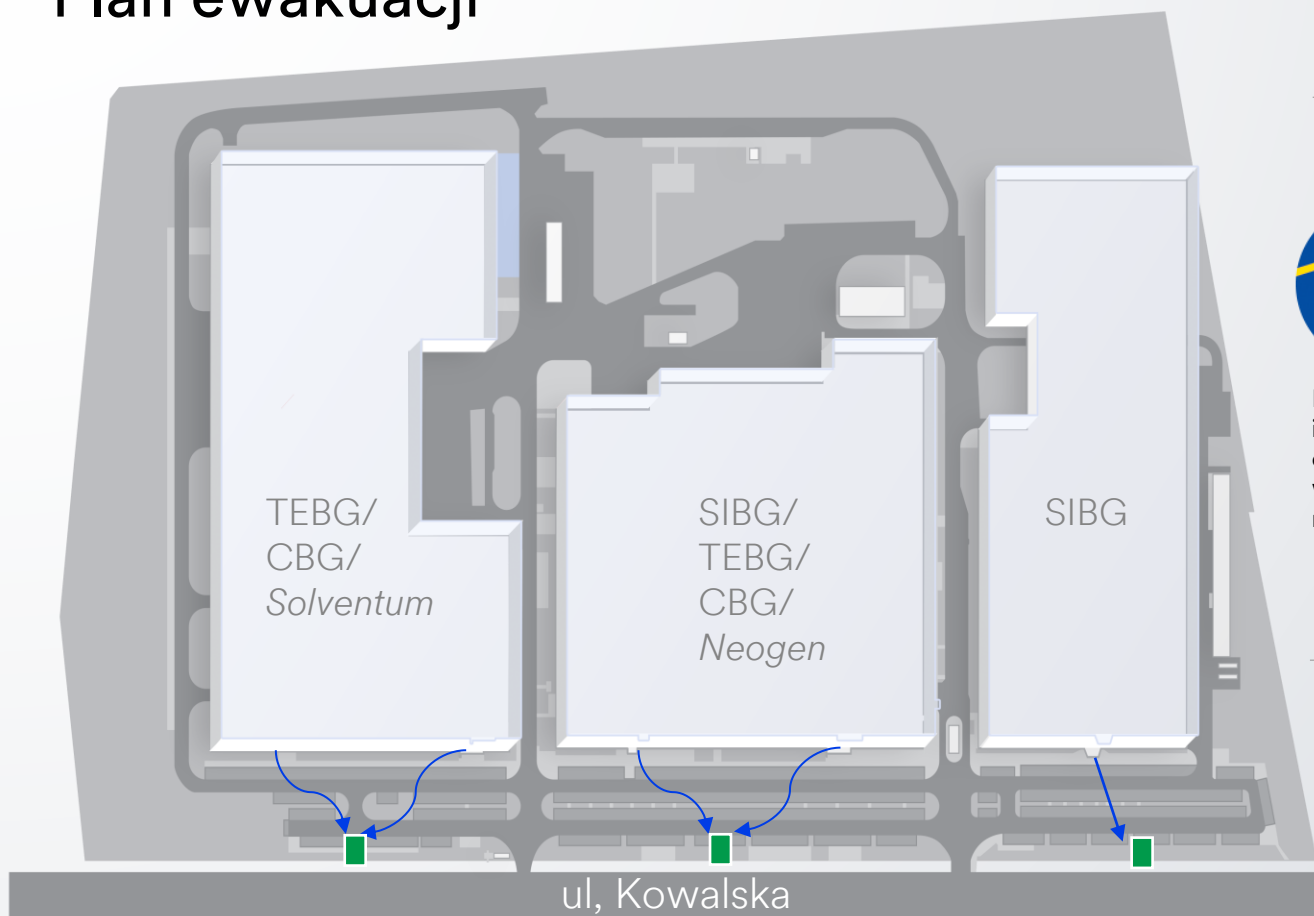 Plan ewakuacji
TEBG/
CBG/
Solventum
SIBG/
TEBG/
CBG/
Neogen
SIBG
ul, Kowalska